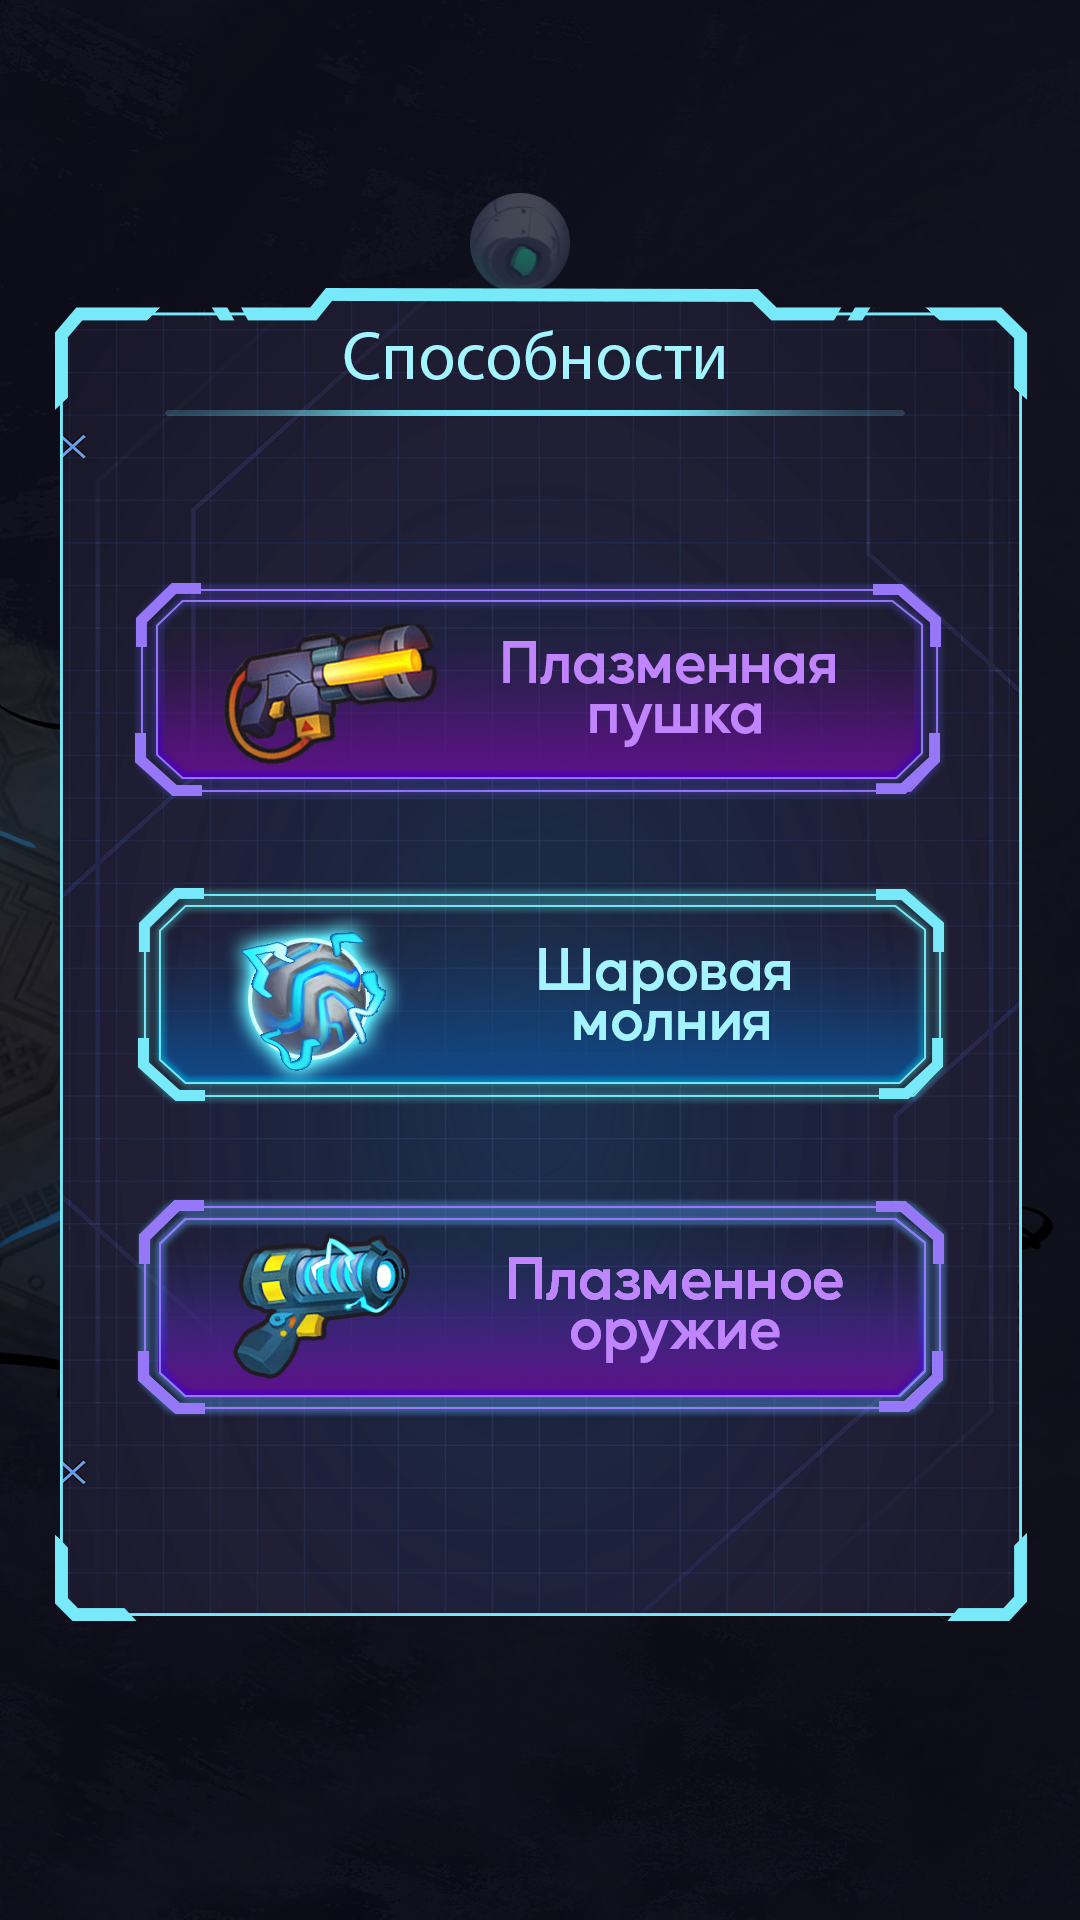 Способности
Плазменная
пушка
Шаровая
молния
Плазменное
оружие